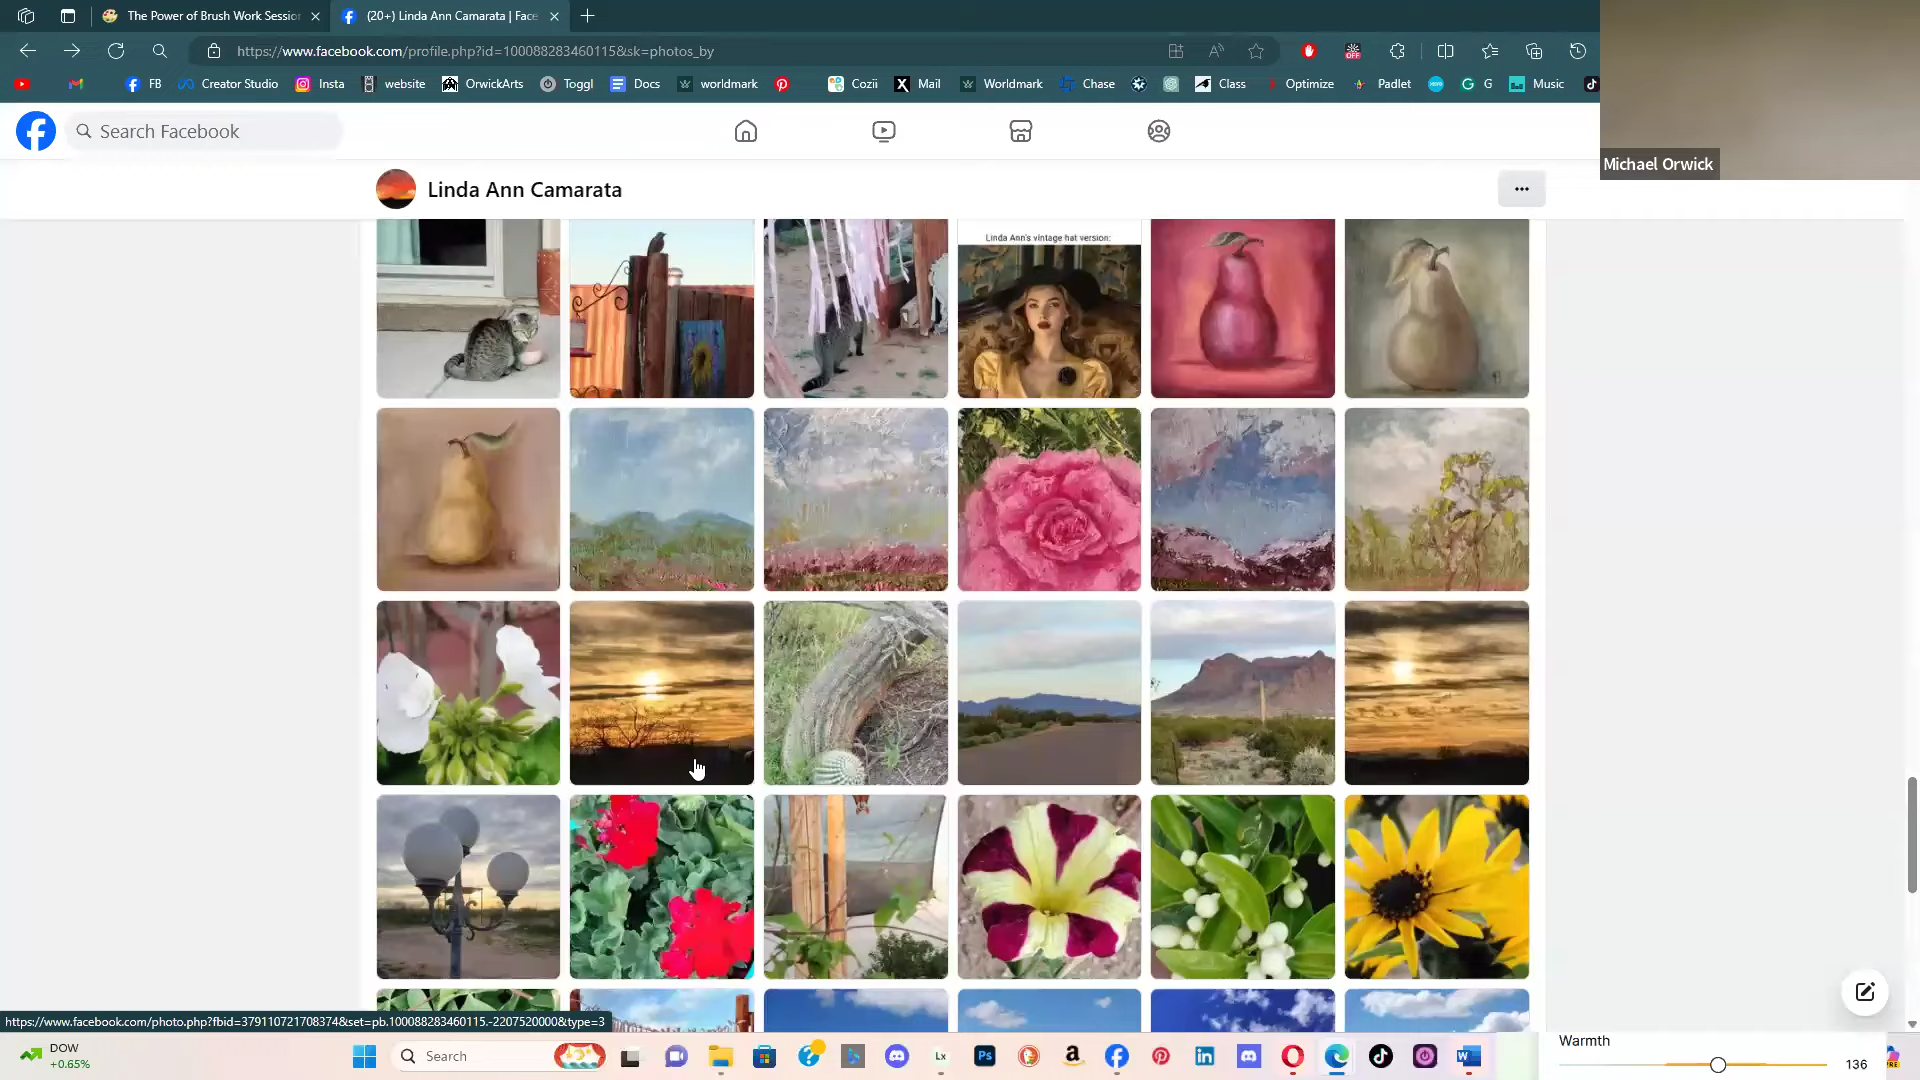 The Power of Brush Work Sessio
(20+) Linda Ann Camarata | Face
https://www.facebook.com/profile.php?id=100088283460115&sk=photos_by
FB
Creator Studio
Insta
website
OrwickArts
Toggl
Docs
worldmark
Cozii
Mail
Worldmark
Chase
Class
Optimize
Padlet
G
Music
Search Facebook
Michael Orwick
Linda Ann Camarata
Linda Ann's vintage hat version:
https://www.facebook.com/photo.php?fbid=379110721708374&set=pb.100088283460115.-2207520000&type=3
DOW
+0.65%
Search
Warmth
136